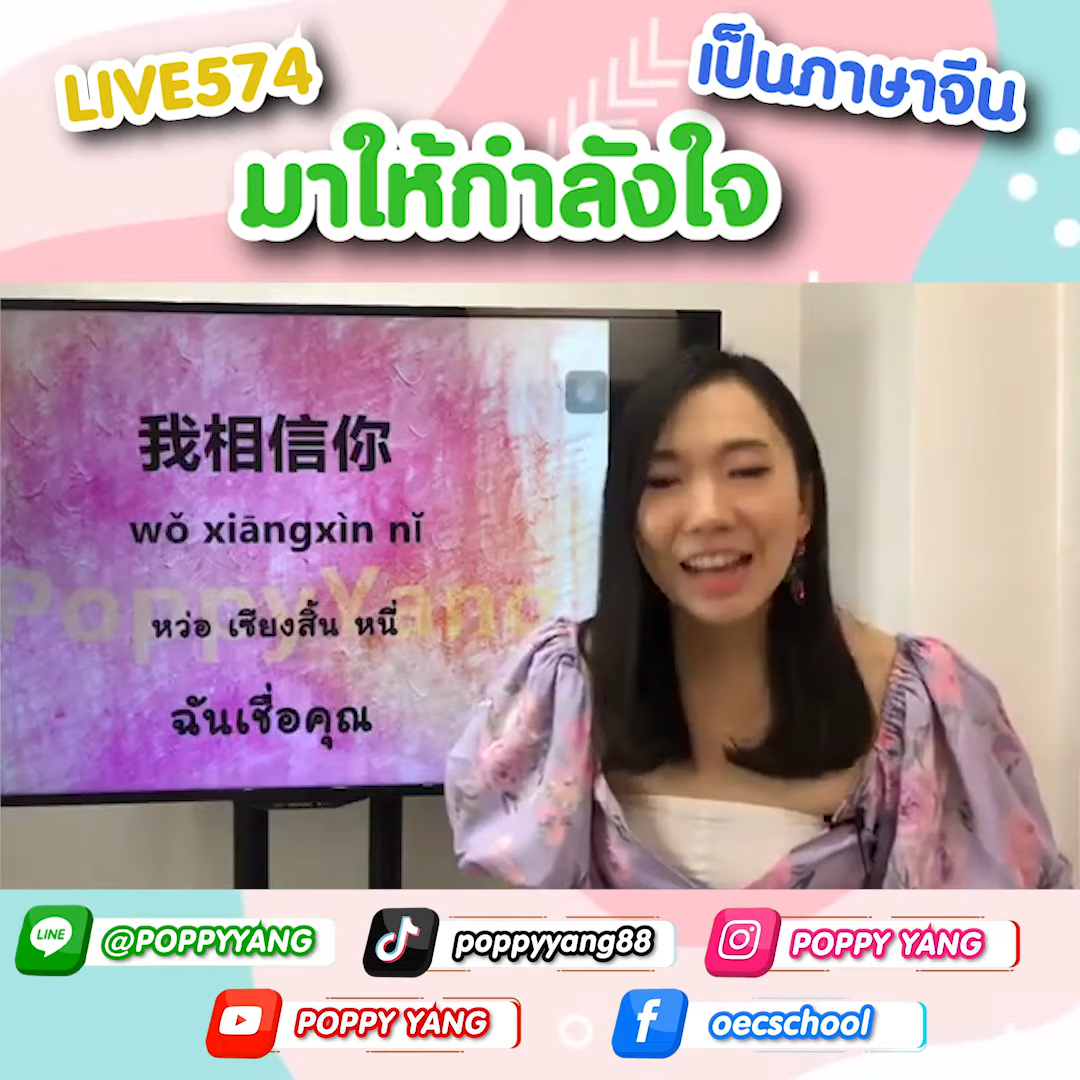 LIVE574
เป็นภาษาจีน
มาให้กำลังใจ
我相信你
wǒ xiāngxìn nǐ
PoppyYang
หว่อ เซียงสิ้น หนี่
ฉันเชื่อคุณ
LINE
@POPPYYANG
poppyyang88
POPPY YANG
POPPY YANG
oecschool